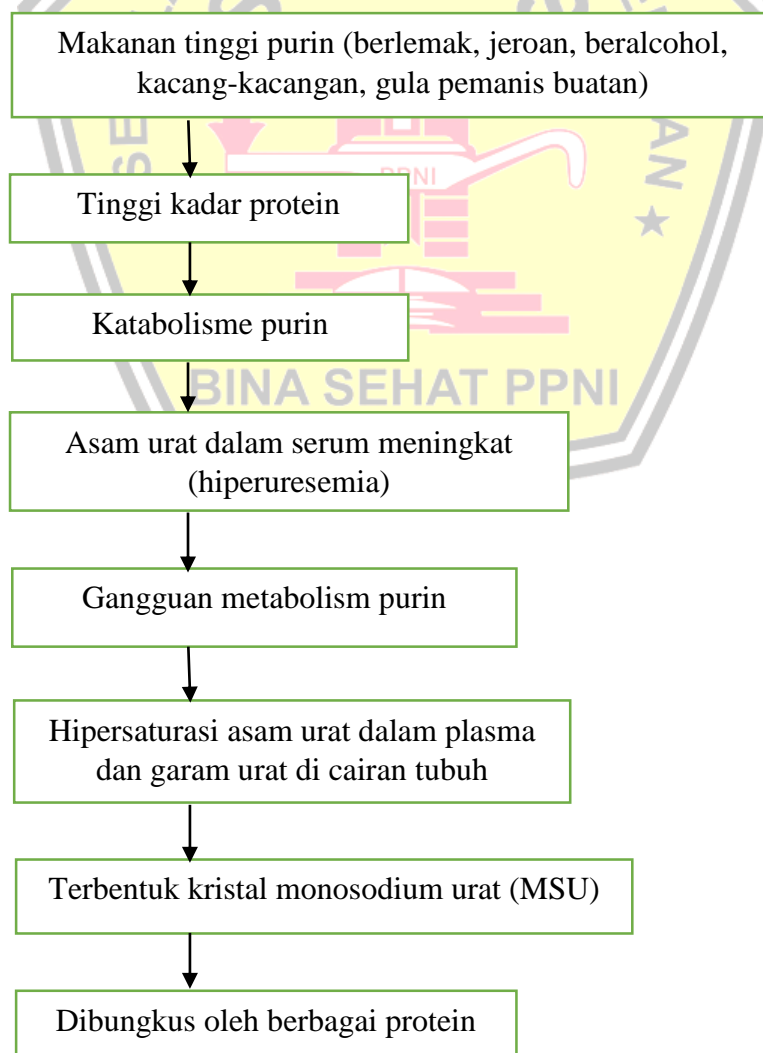 Makanan tinggi purin (berlemak, jeroan, beralcohol,
kacang-kacangan, gula pemanis buatan)
PPNI
Tinggi kadar protein
Katabolisme purin
BINA SEHAT PPNI
Asam urat dalam serum meningkat
(hiperuresemia)
Gangguan metabolism purin
Hipersaturasi asam urat dalam plasma
dan garam urat di cairan tubuh
Terbentuk kristal monosodium urat (MSU)
Dibungkus oleh berbagai protein